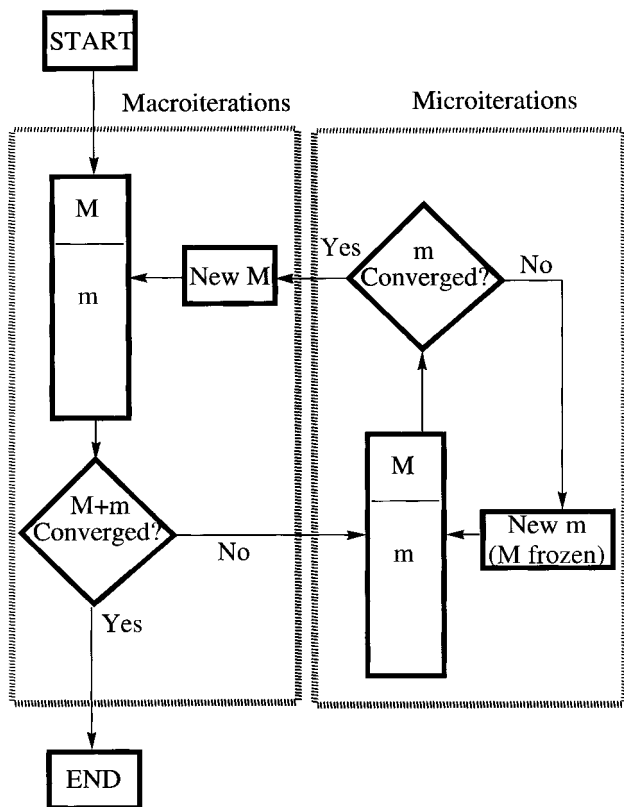 START
Macroiterations
Microiterations
M
m
New M
Yes
m
Converged?
No
M+m
Converged?
No
Yes
M
m
New m
(M frozen)
END